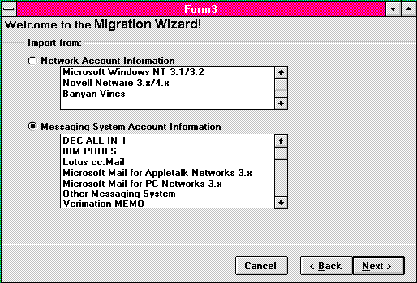 Form3
Welcome to the Migration Wizard!
Import from:
Network Account Information
Microsoft Windows NT 3.1/3.2
Novell Netware 3.x/4.x
Banyan Vines
Messaging System Account Information
DEC ALL IN 1
IBM PROFS
Lotus cc:Mail
Microsoft Mail for Appletalk Networks 3.x
Microsoft Mail for PC Networks 3.x
Other Messaging System
Verimation MEMO
Cancel
< Back
Next >